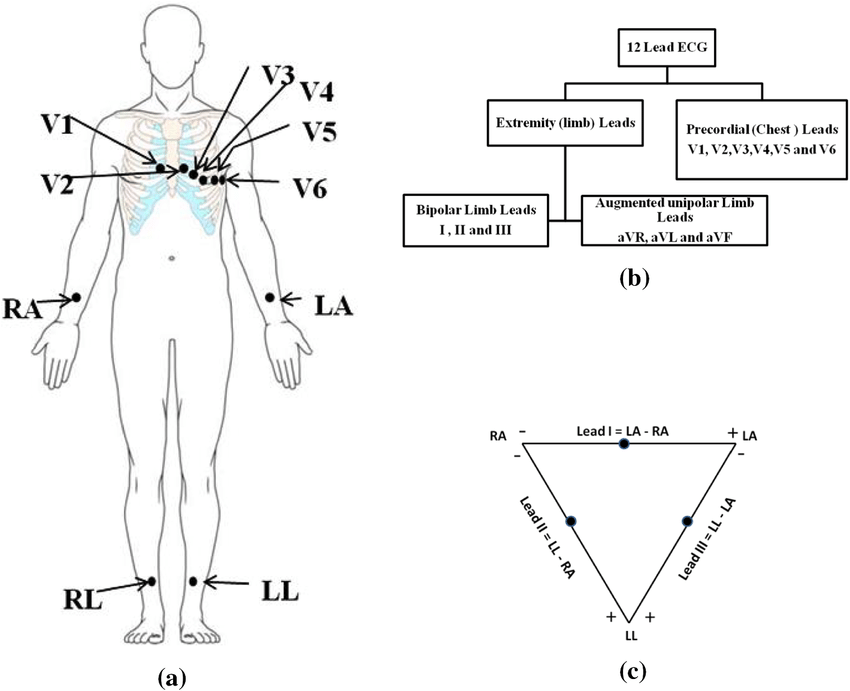 V1
V2
V3
V4
V5
V6
RA
LA
RL
LL
(a)
12 Lead ECG
Extremity (limb) Leads
Precordial (Chest ) Leads
V1, V2,V3,V4,V5 and V6
Bipolar Limb Leads
I , II and III
Augmented unipolar Limb
Leads
aVR, aVL and aVF
(b)
RA
−
Lead I = LA - RA
+
LA
−
−
Lead II = LL - RA
Lead III = LL - LA
+
+
LL
(c)